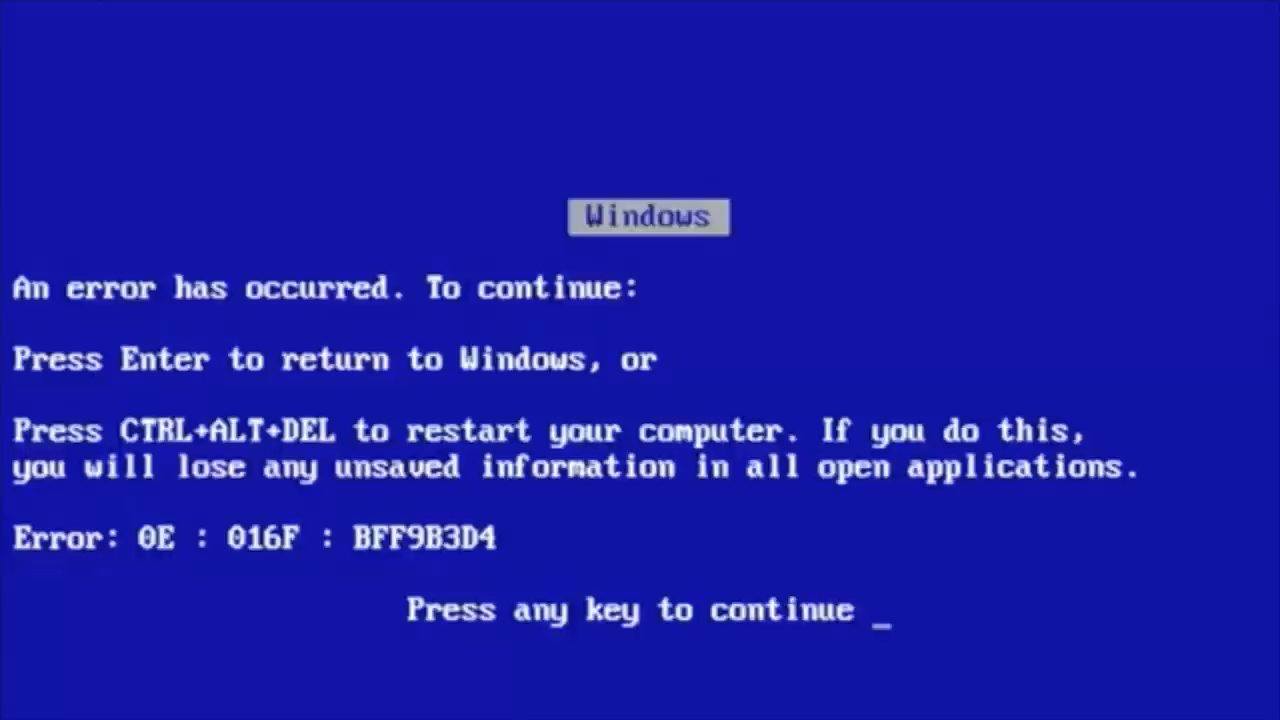 Windows
An error has occurred. To continue:
Press Enter to return to Windows, or
Press CTRL+ALT+DEL to restart your computer. If you do this,
you will lose any unsaved information in all open applications.
Error: 0E : 016F : BFF9B3D4
Press any key to continue _